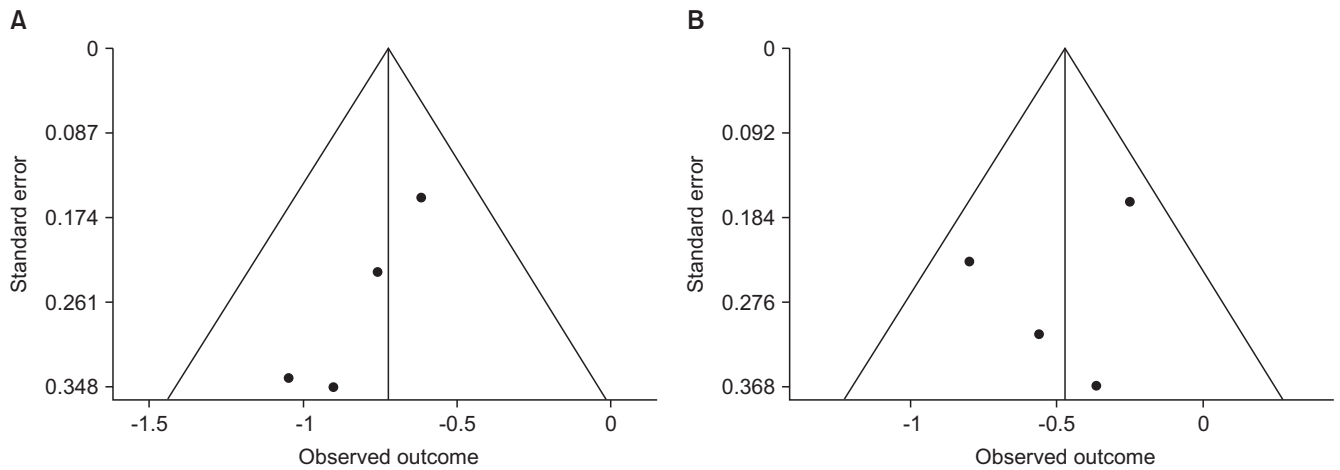 A
0
0.087
0.174
0.261
0.348
Standard error
-1.5
-1
-0.5
0
Observed outcome
B
0
0.092
0.184
0.276
0.368
Standard error
-1
-0.5
0
Observed outcome